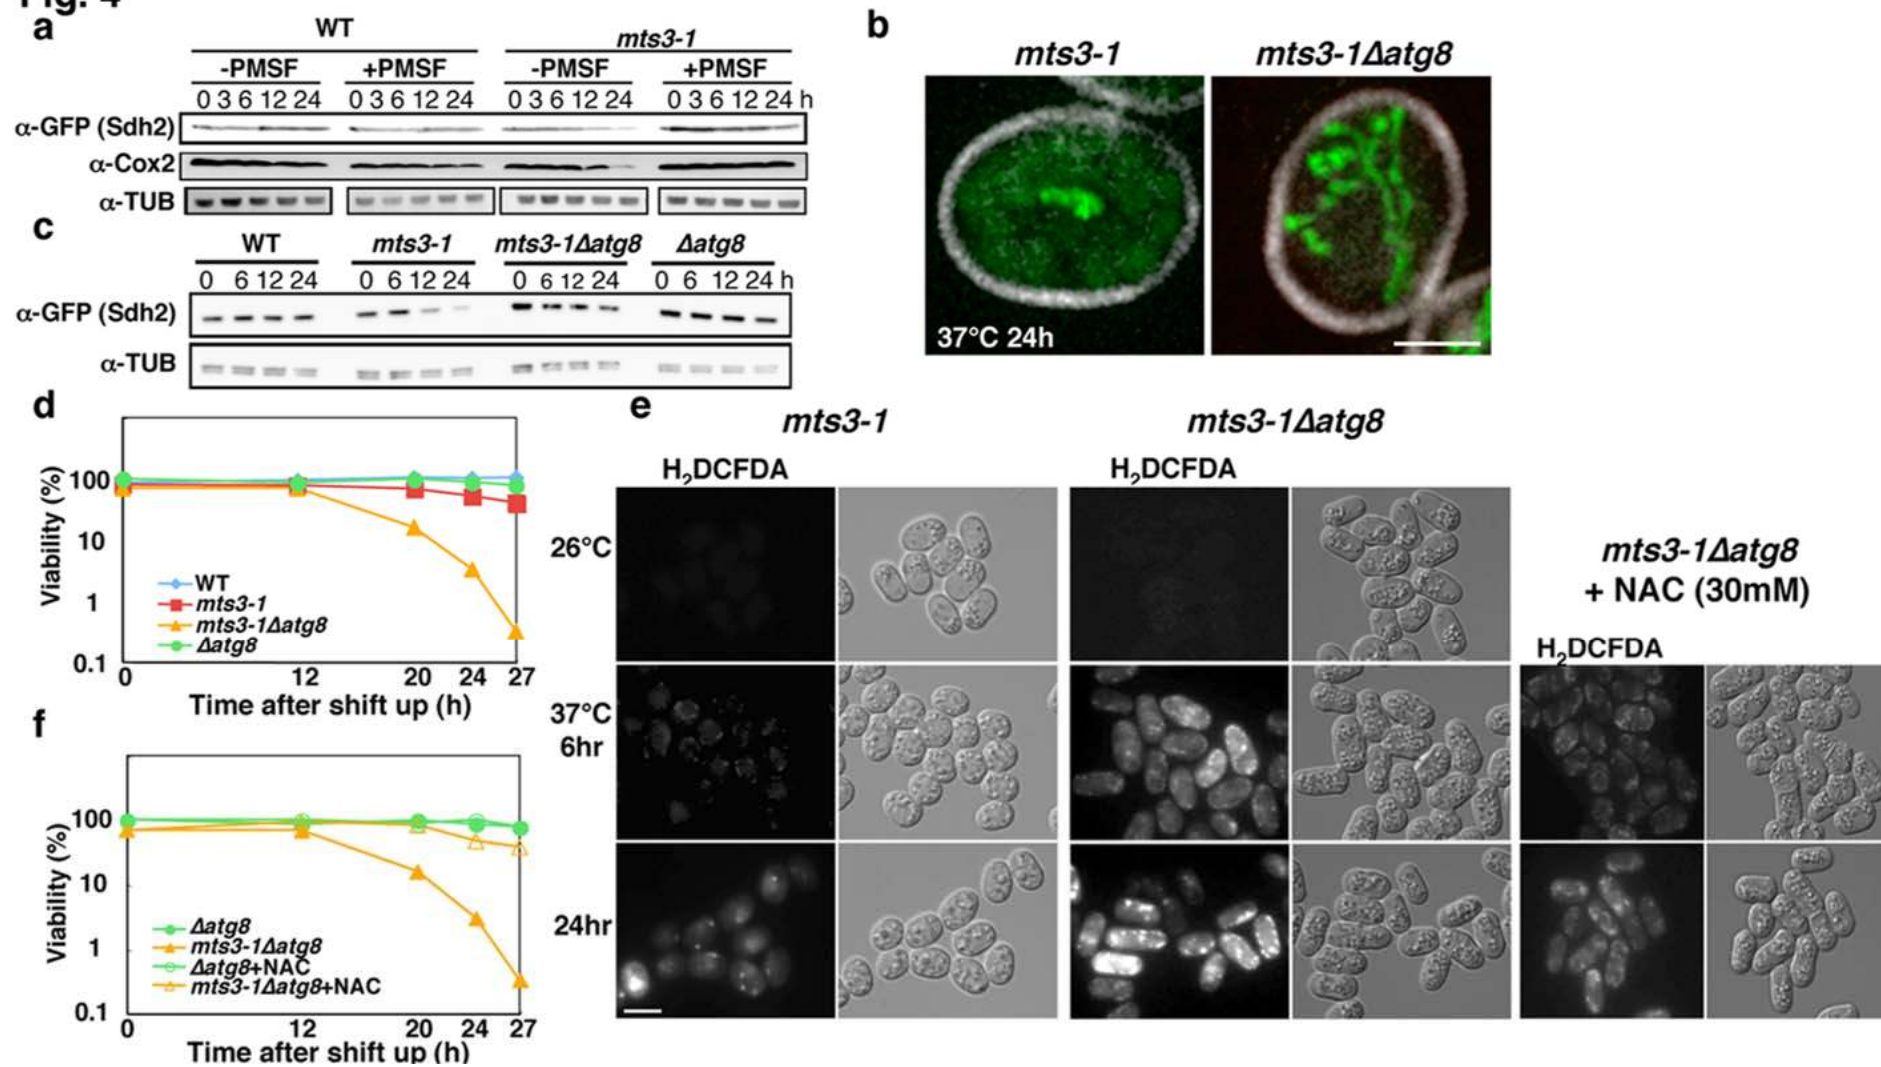 Fig. 4
a
WT
mts3-1
-PMSF
+PMSF
-PMSF
+PMSF
0 3 6 12 24
0 3 6 12 24
0 3 6 12 24
0 3 6 12 24 h
α-GFP (Sdh2)
α-Cox2
α-TUB
b
mts3-1
mts3-1Δatg8
37°C 24h
c
WT
mts3-1
mts3-1Δatg8
Δatg8
0 6 12 24
0 6 12 24
0 6 12 24
0 6 12 24 h
α-GFP (Sdh2)
α-TUB
d
Viability (%)
100
10
1
0.1
WT
mts3-1
mts3-1Δatg8
Δatg8
0 12 20 24 27
Time after shift up (h)
e
mts3-1
mts3-1Δatg8
H2DCFDA
H2DCFDA
26°C
37°C
6hr
24hr
mts3-1Δatg8
+ NAC (30mM)
H2DCFDA
f
Viability (%)
100
10
1
0.1
Δatg8
mts3-1Δatg8
Δatg8+NAC
mts3-1Δatg8+NAC
0 12 20 24 27
Time after shift up (h)